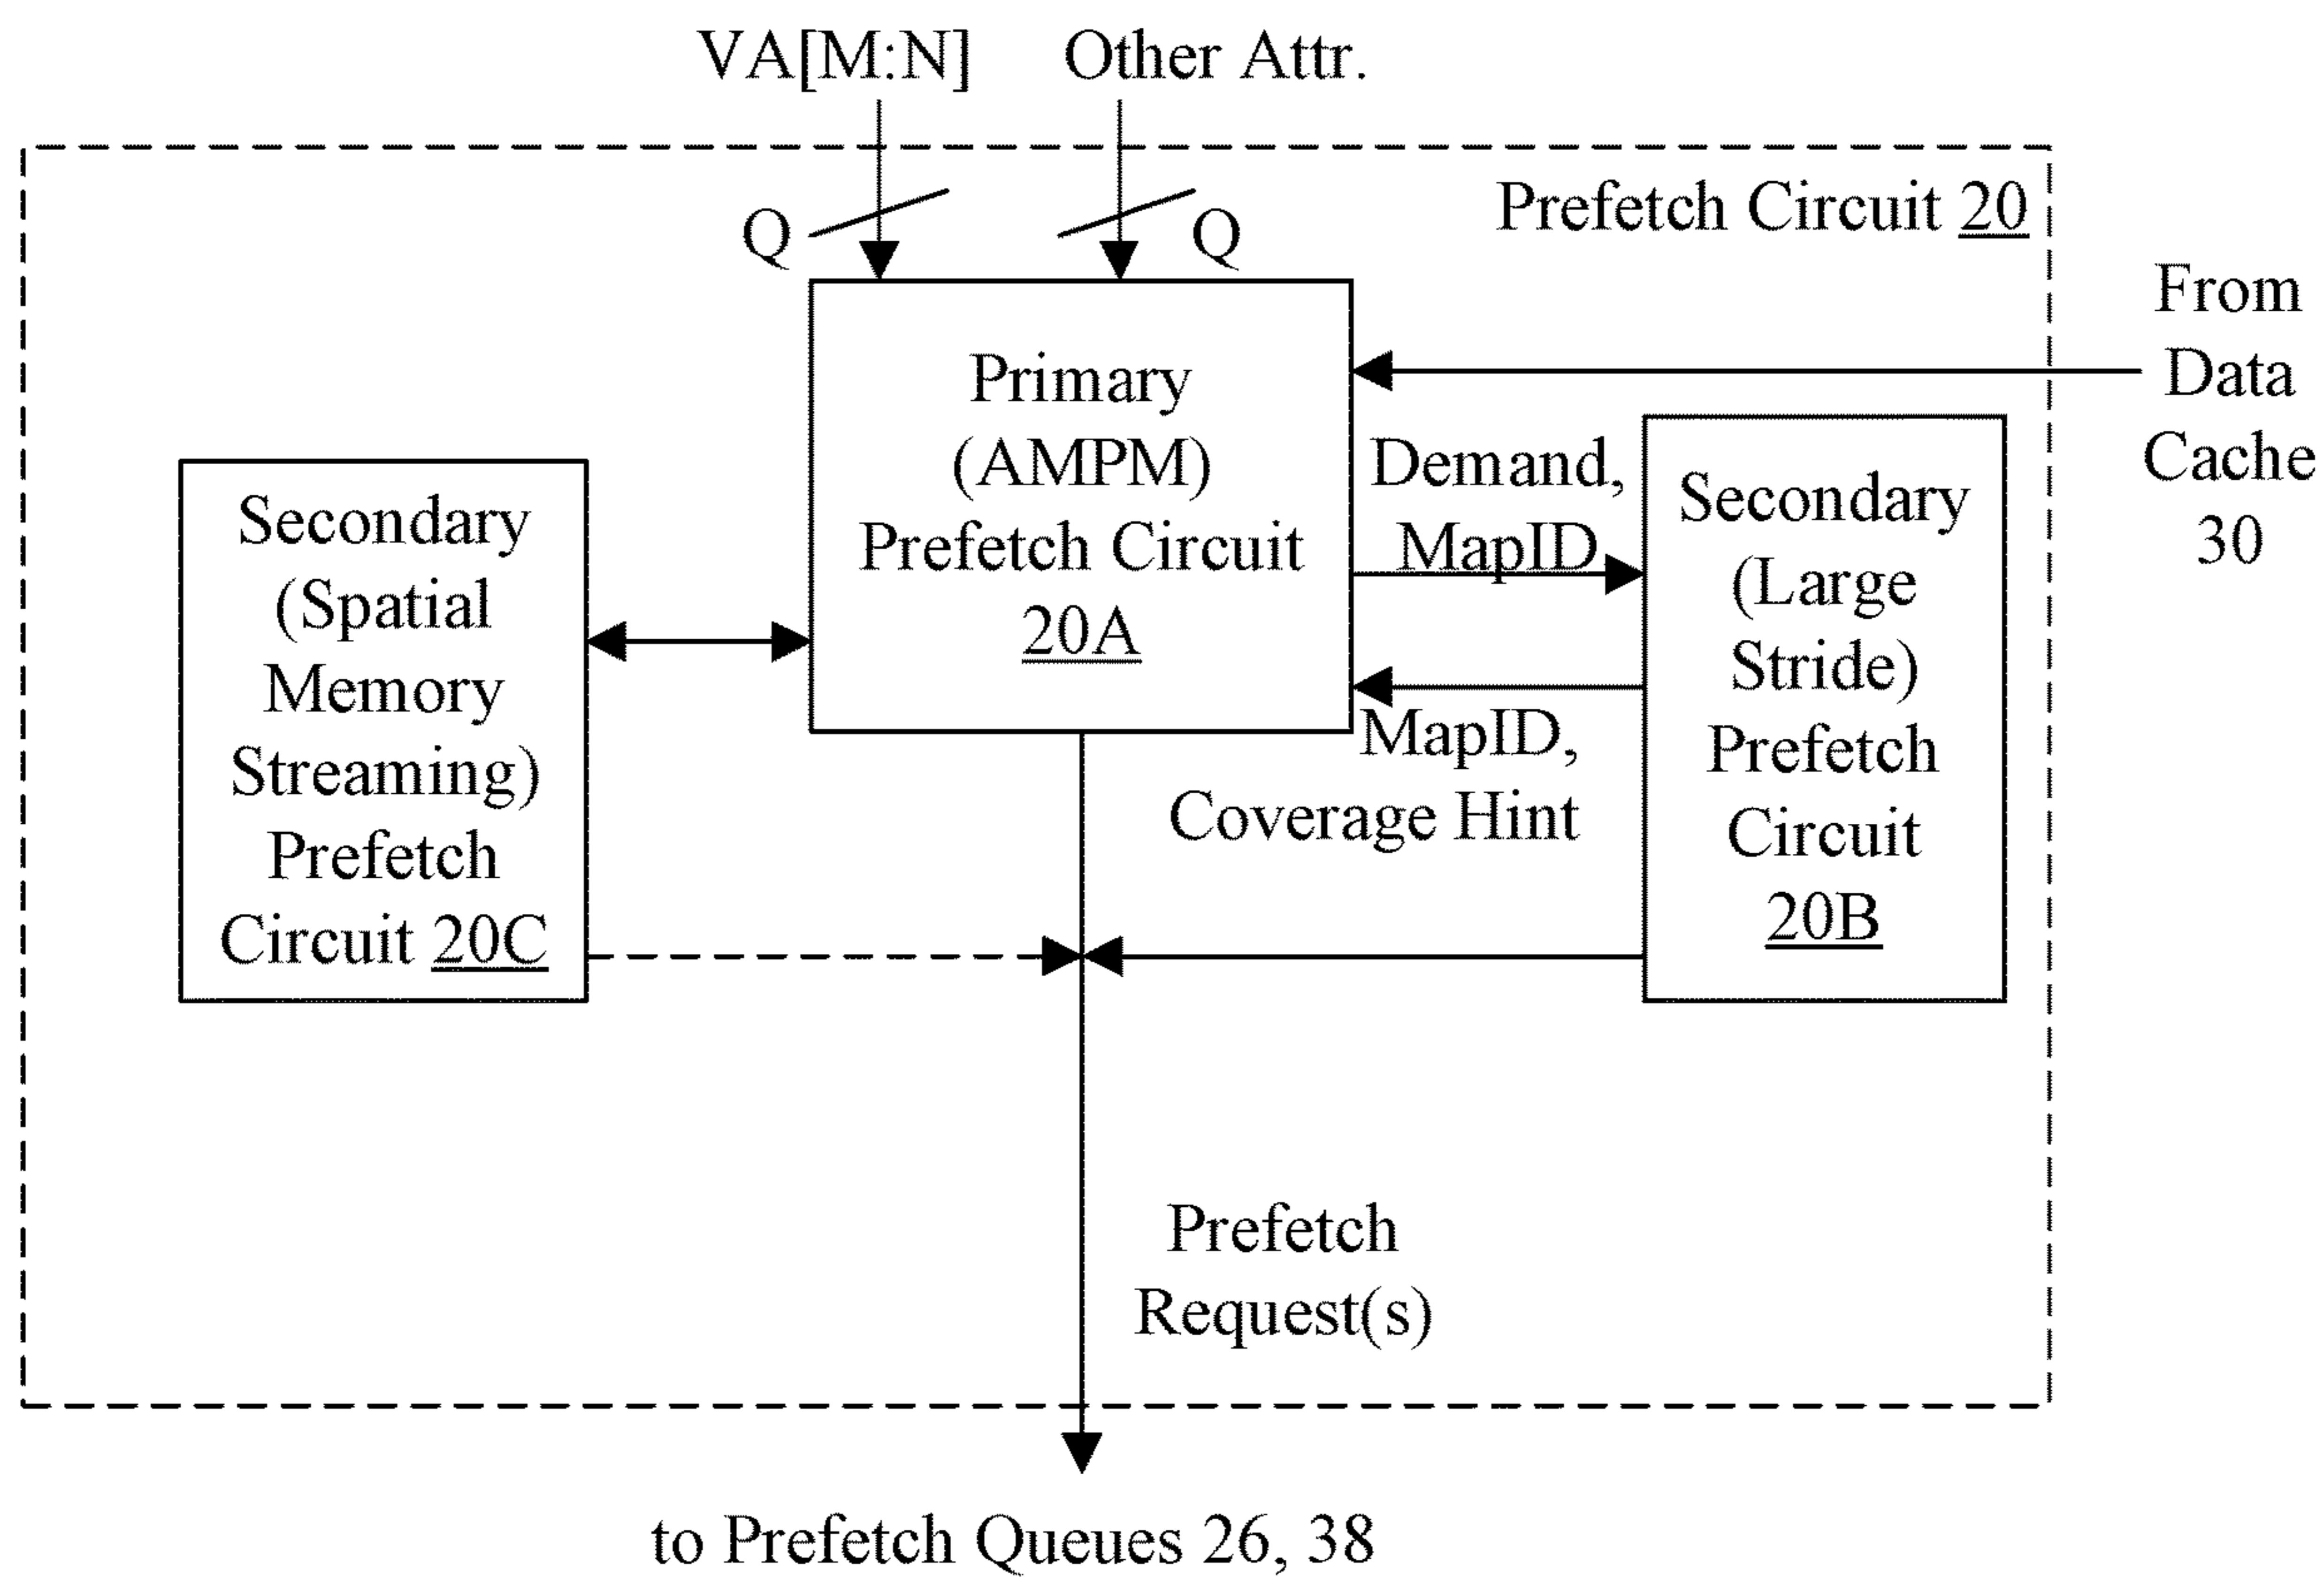 VA[M:N]
Other Attr.
Q
Q
Prefetch Circuit 20
From
Data
Cache
30
Primary
(AMPM)
Prefetch Circuit
20A
Demand,
MapID
MapID,
Coverage Hint
Secondary
(Large
Stride)
Prefetch
Circuit
20B
Secondary
(Spatial
Memory
Streaming)
Prefetch
Circuit 20C
Prefetch
Request(s)
to Prefetch Queues 26, 38